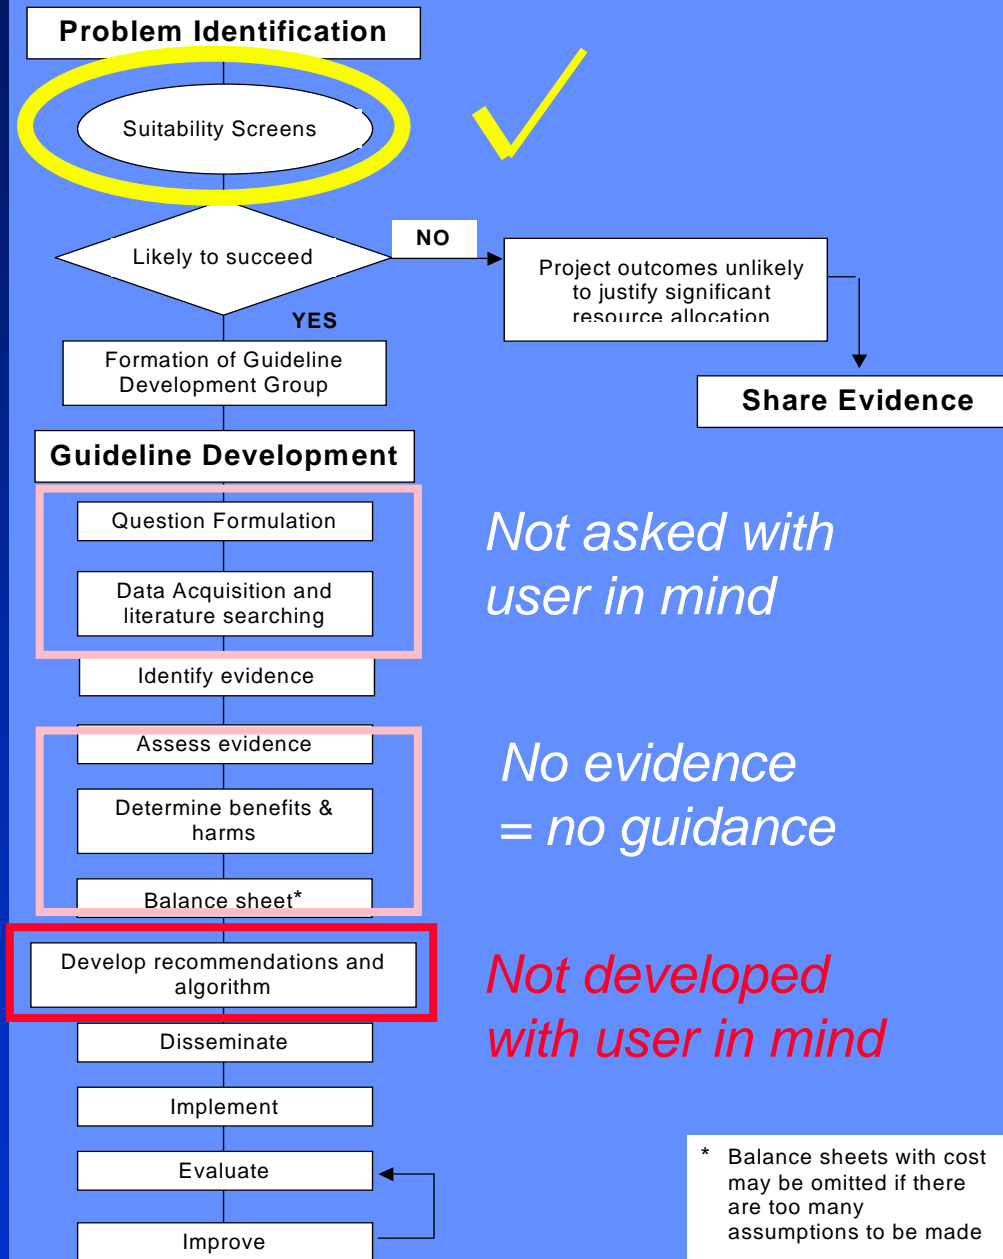 Problem Identification
Suitability Screens
Likely to succeed
NO
Project outcomes unlikely
to justify significant
resource allocation
YES
Formation of Guideline
Development Group
Share Evidence
Guideline Development
Question Formulation
Data Acquisition and
literature searching
Not asked with
user in mind
Identify evidence
Assess evidence
Determine benefits &
harms
Balance sheet*
No evidence
= no guidance
Develop recommendations and
algorithm
Not developed
with user in mind
Disseminate
Implement
Evaluate
Improve
* Balance sheets with cost
may be omitted if there
are too many
assumptions to be made